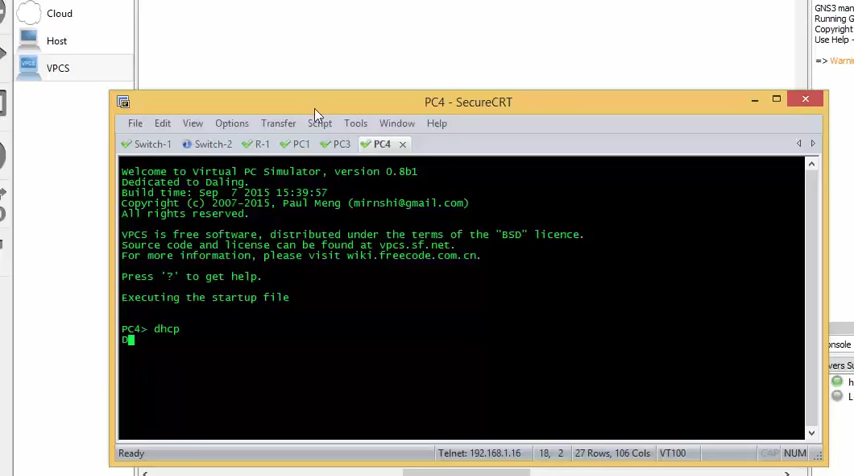 Cloud
Host
VPCS
GNS3 man
Running G
Copyright
Use Help -
=> Warni
PC4 - SecureCRT
File Edit View Options Transfer Script Tools Window Help
Switch-1 Switch-2 R-1 PC1 PC3 PC4
Welcome to Virtual PC Simulator, version 0.8b1
Dedicated to Daling.
Build time: Sep 7 2015 15:39:57
Copyright (c) 2007-2015, Paul Meng (mirnshi@gmail.com)
All rights reserved.
VPCS is free software, distributed under the terms of the "BSD" licence.
Source code and license can be found at vpcs.sf.net.
For more information, please visit wiki.freecode.com.cn.
Press '?' to get help.
Executing the startup file
PC4> dhcp
D
onsole
vers Su
h
L
Ready Telnet: 192.168.1.16 18, 2 27 Rows, 106 Cols VT100 CAP NUM